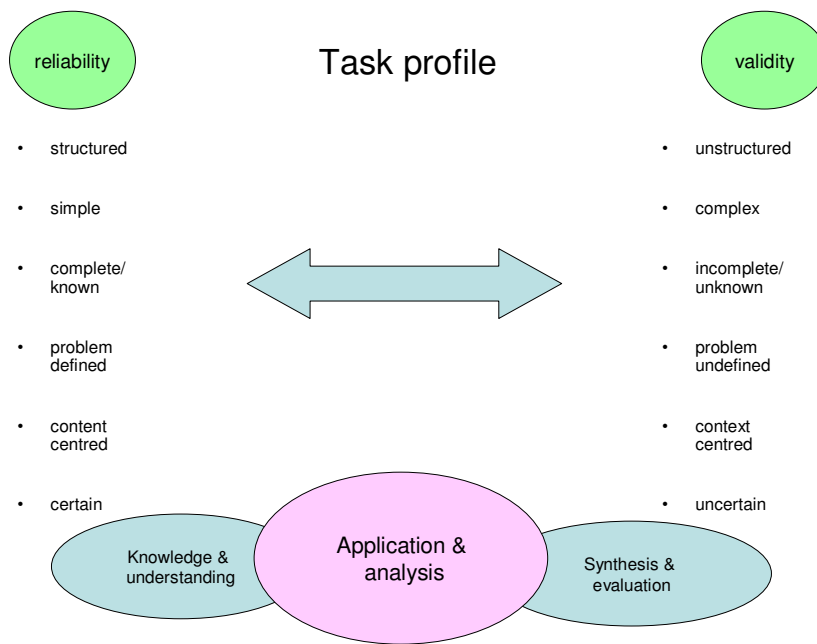 reliability
Task profile
validity
• structured
• simple
• complete/
known
• problem
defined
• content
centred
• certain
• unstructured
• complex
• incomplete/
unknown
• problem
undefined
• context
centred
• uncertain
Knowledge &
understanding
Application &
analysis
Synthesis &
evaluation